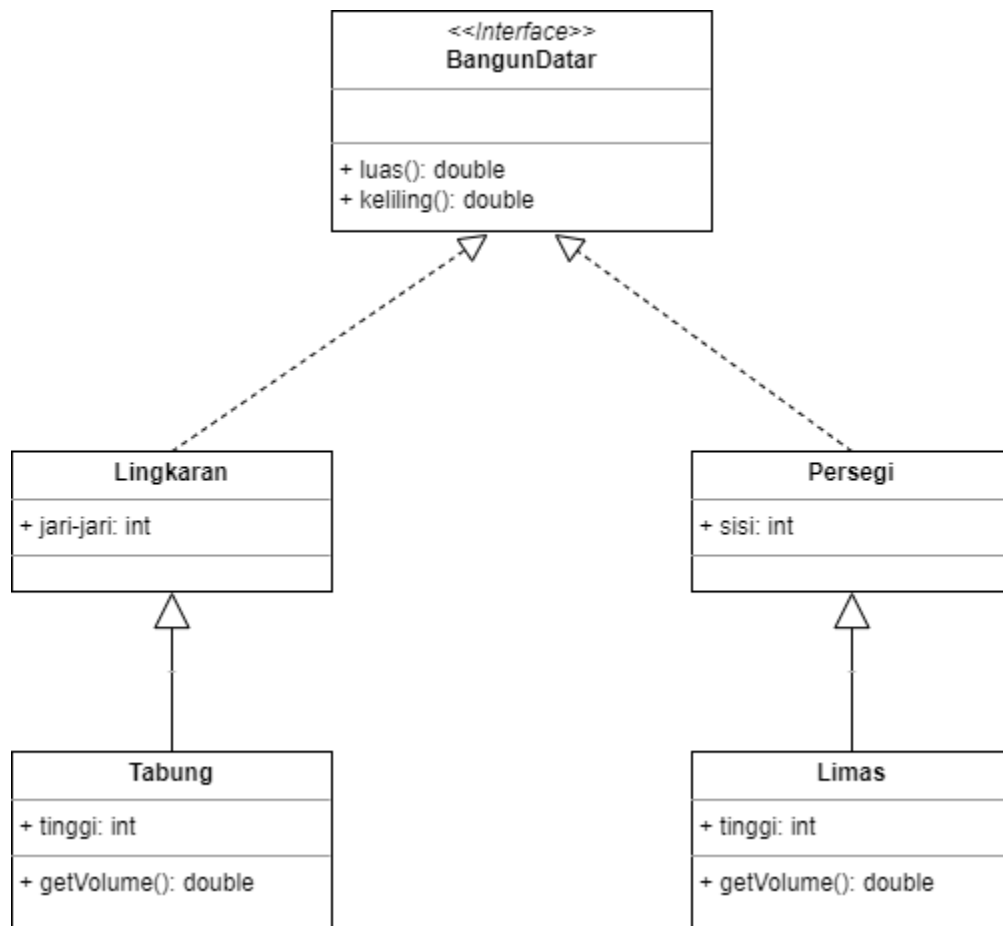 <<Interface>>
BangunDatar
+ luas(): double
+ keliling(): double
Lingkaran
+ jari-jari: int
Persegi
+ sisi: int
Tabung
+ tinggi: int
+ getVolume(): double
Limas
+ tinggi: int
+ getVolume(): double